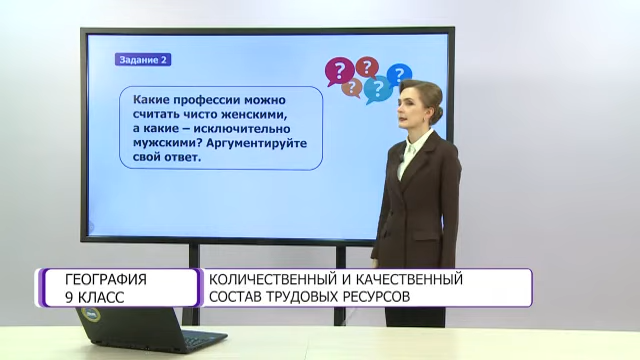 Задание 2
? ? ? ? ?
Какие профессии можно
считать чисто женскими,
а какие – исключительно
мужскими? Аргументируйте
свой ответ.
ГЕОГРАФИЯ
9 КЛАСС
КОЛИЧЕСТВЕННЫЙ И КАЧЕСТВЕННЫЙ
СОСТАВ ТРУДОВЫХ РЕСУРСОВ